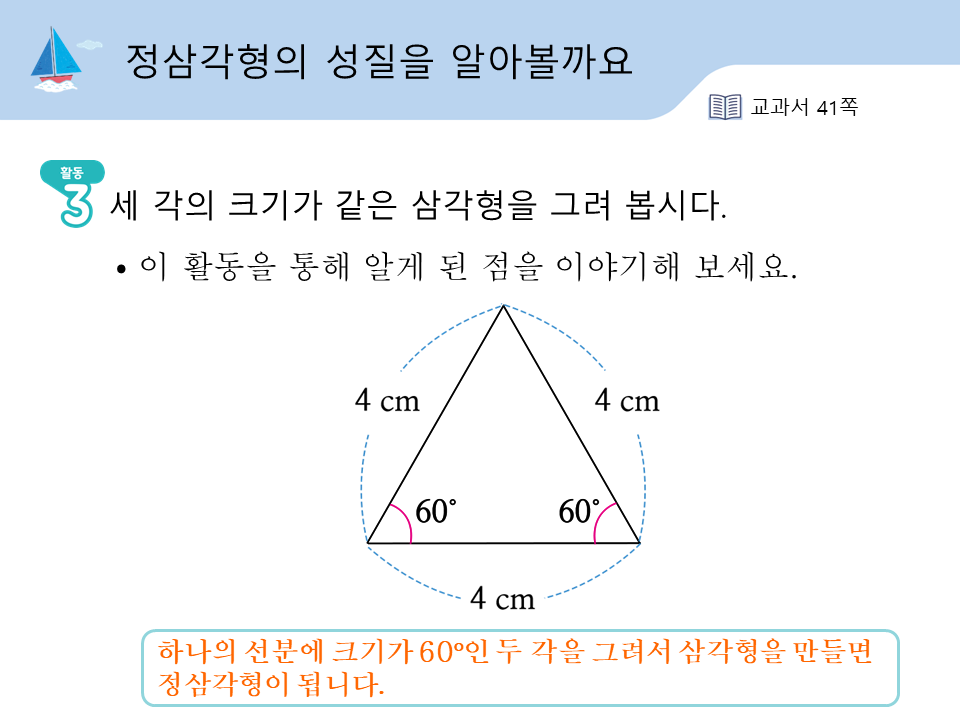 정삼각형의 성질을 알아볼까요
교과서 41쪽
활동
3 세 각의 크기가 같은 삼각형을 그려 봅시다.
• 이 활동을 통해 알게 된 점을 이야기해 보세요.
4 cm 4 cm
60° 60°
4 cm
하나의 선분에 크기가 60°인 두 각을 그려서 삼각형을 만들면
정삼각형이 됩니다.